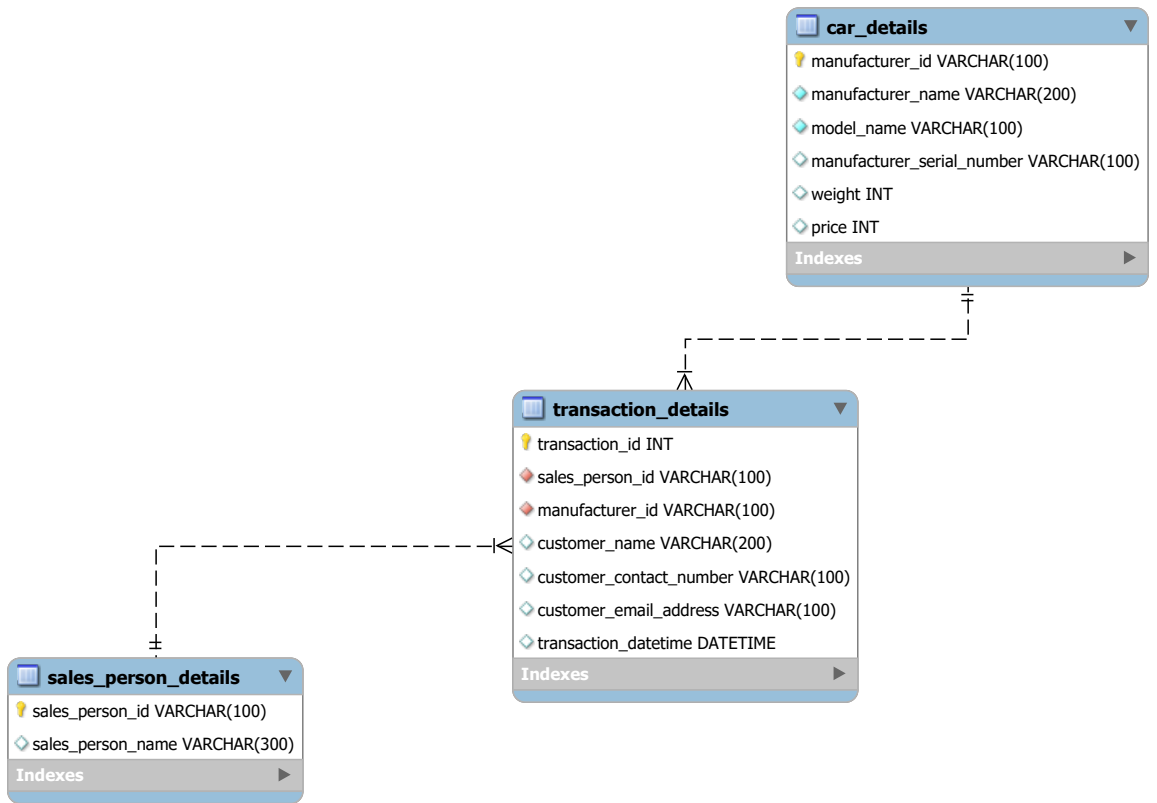 car_details
manufacturer_id VARCHAR(100)
manufacturer_name VARCHAR(200)
model_name VARCHAR(100)
manufacturer_serial_number VARCHAR(100)
weight INT
price INT
Indexes
transaction_details
transaction_id INT
sales_person_id VARCHAR(100)
manufacturer_id VARCHAR(100)
customer_name VARCHAR(200)
customer_contact_number VARCHAR(100)
customer_email_address VARCHAR(100)
transaction_datetime DATETIME
Indexes
sales_person_details
sales_person_id VARCHAR(100)
sales_person_name VARCHAR(300)
Indexes